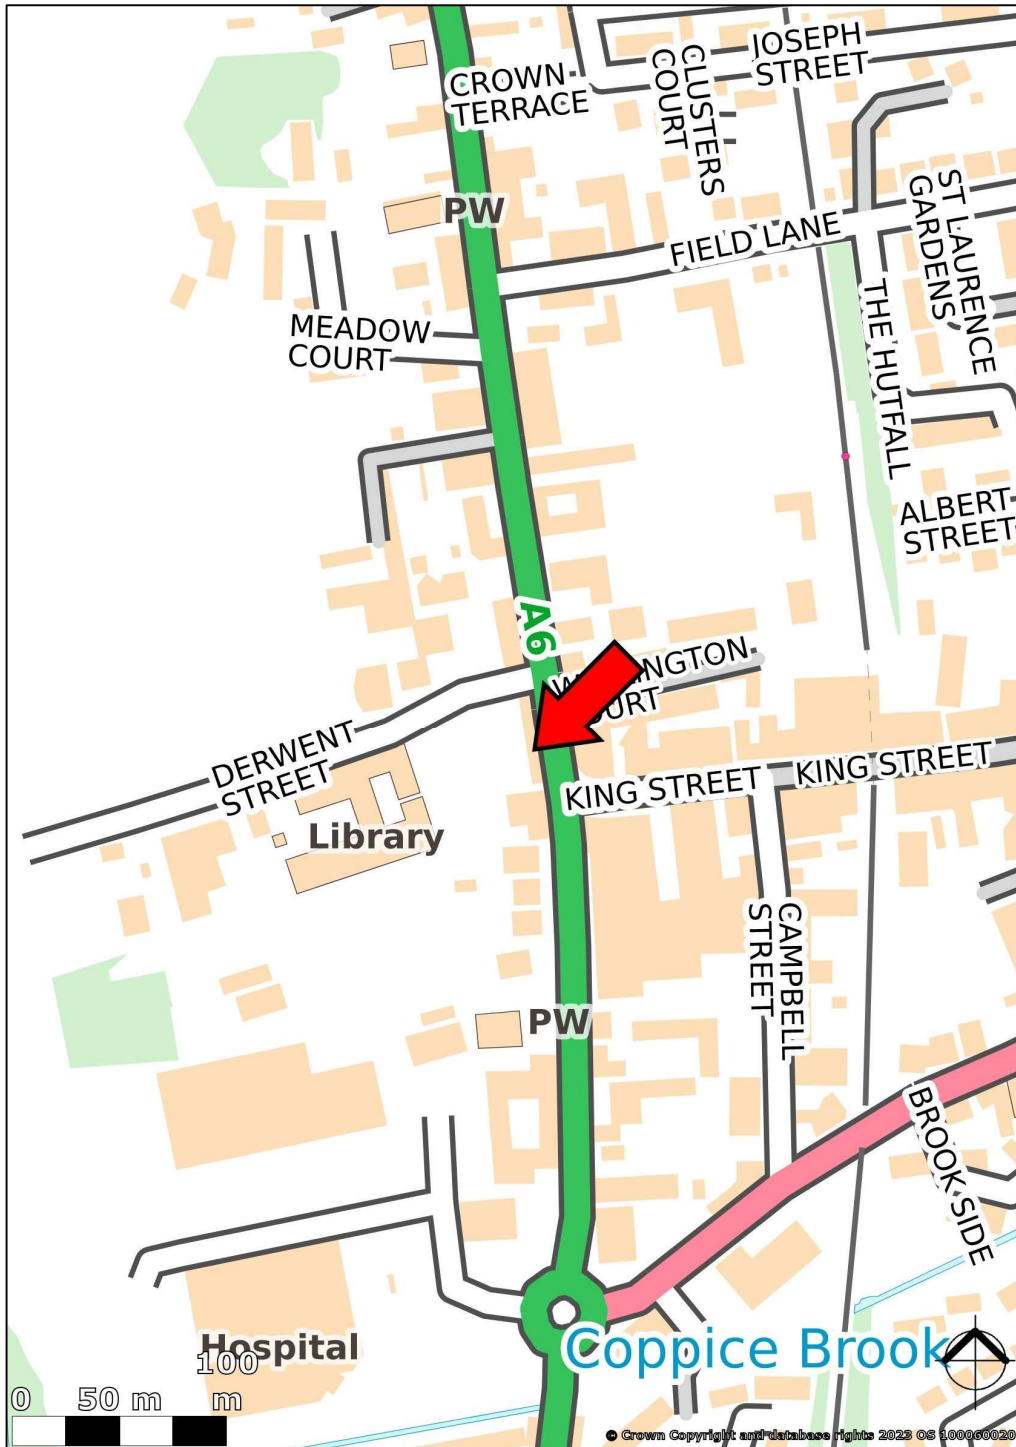 CROWN
TERRACE
CLUSTERS
COURT
JOSEPH
STREET
PW
FIELD LANE
ST LAURENCE
GARDENS
MEADOW
COURT
THE HUTFALL
ALBERT
STREET
A6
DERWENT
STREET
KING STREET
KING STREET
Library
CAMPBELL
STREET
PW
BROOK SIDE
Hospital
Coppice Brook
0 50 m 100 m
© Crown Copyright and database rights 2023 OS 100060020